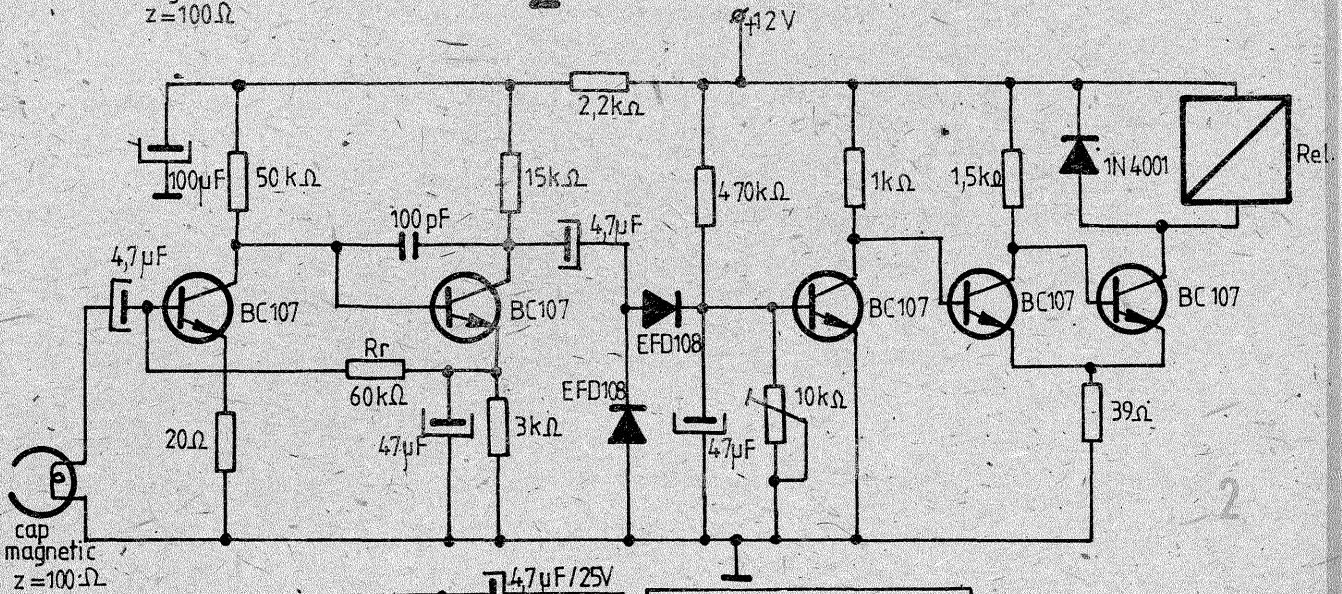 z=100Ω
+12V
2,2kΩ
100µF
50kΩ
15kΩ
470kΩ
1kΩ
1,5kΩ
1N4001
Rel.
100pF
4,7µF
4,7µF
BC107
BC107
BC107
BC107
BC107
EFD108
Rr
60kΩ
EFD108
10kΩ
39Ω
20Ω
47µF
3kΩ
47µF
2
cap
magnetic
z=100Ω
4,7µF/25V